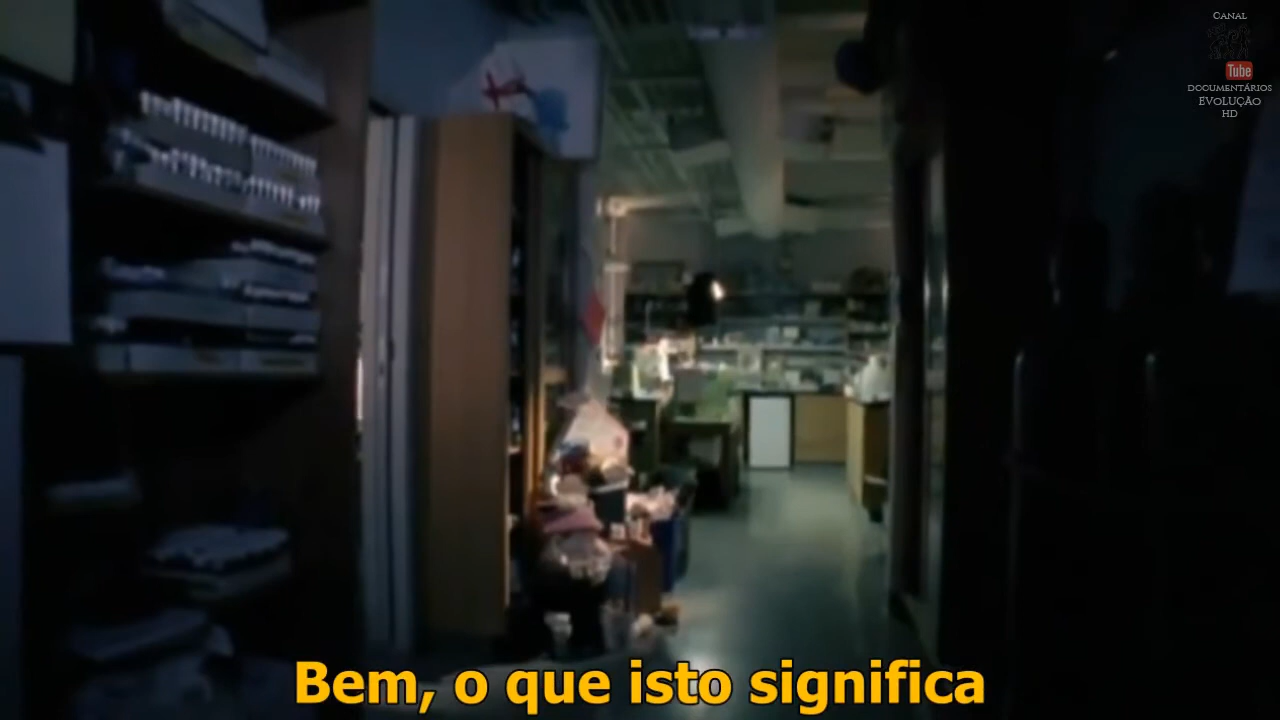 Canal
Tube
Documentários
Evolução
HD
Bem, o que isto significa